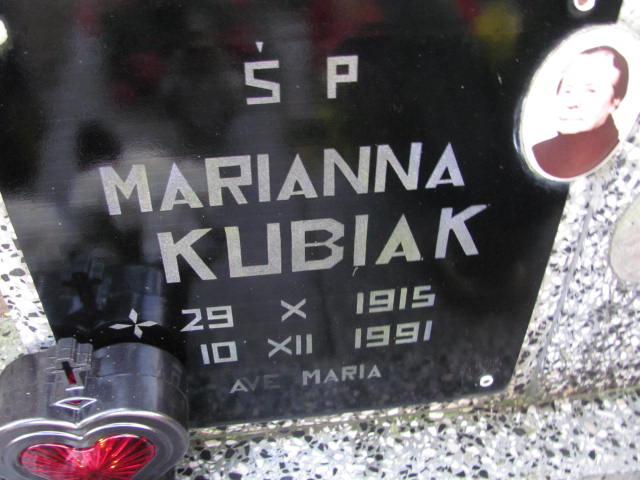 Ś P
MARIANNA
KUBIAK
29 X 1915
10 XII 1991
AVE MARIA